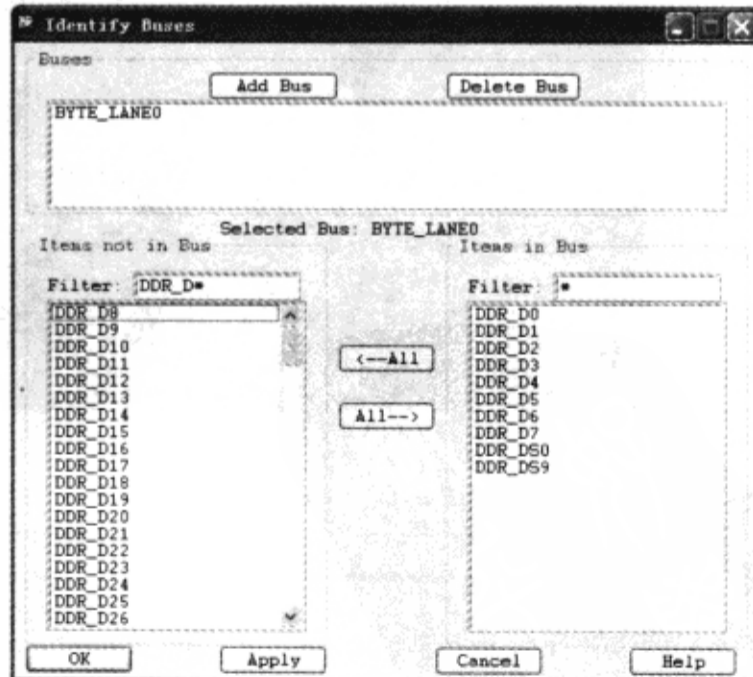 Identify Buses
Buses
Add Bus
Delete Bus
BYTE_LANE0
Selected Bus: BYTE_LANE0
Items not in Bus
Items in Bus
Filter: DDR_D*
Filter: *
DDR_D8
DDR_D9
DDR_D10
DDR_D11
DDR_D12
DDR_D13
DDR_D14
DDR_D15
DDR_D16
DDR_D17
DDR_D18
DDR_D19
DDR_D20
DDR_D21
DDR_D22
DDR_D23
DDR_D24
DDR_D25
DDR_D26
<--All
All-->
DDR_D0
DDR_D1
DDR_D2
DDR_D3
DDR_D4
DDR_D5
DDR_D6
DDR_D7
DDR_DS0
DDR_DS9
OK
Apply
Cancel
Help